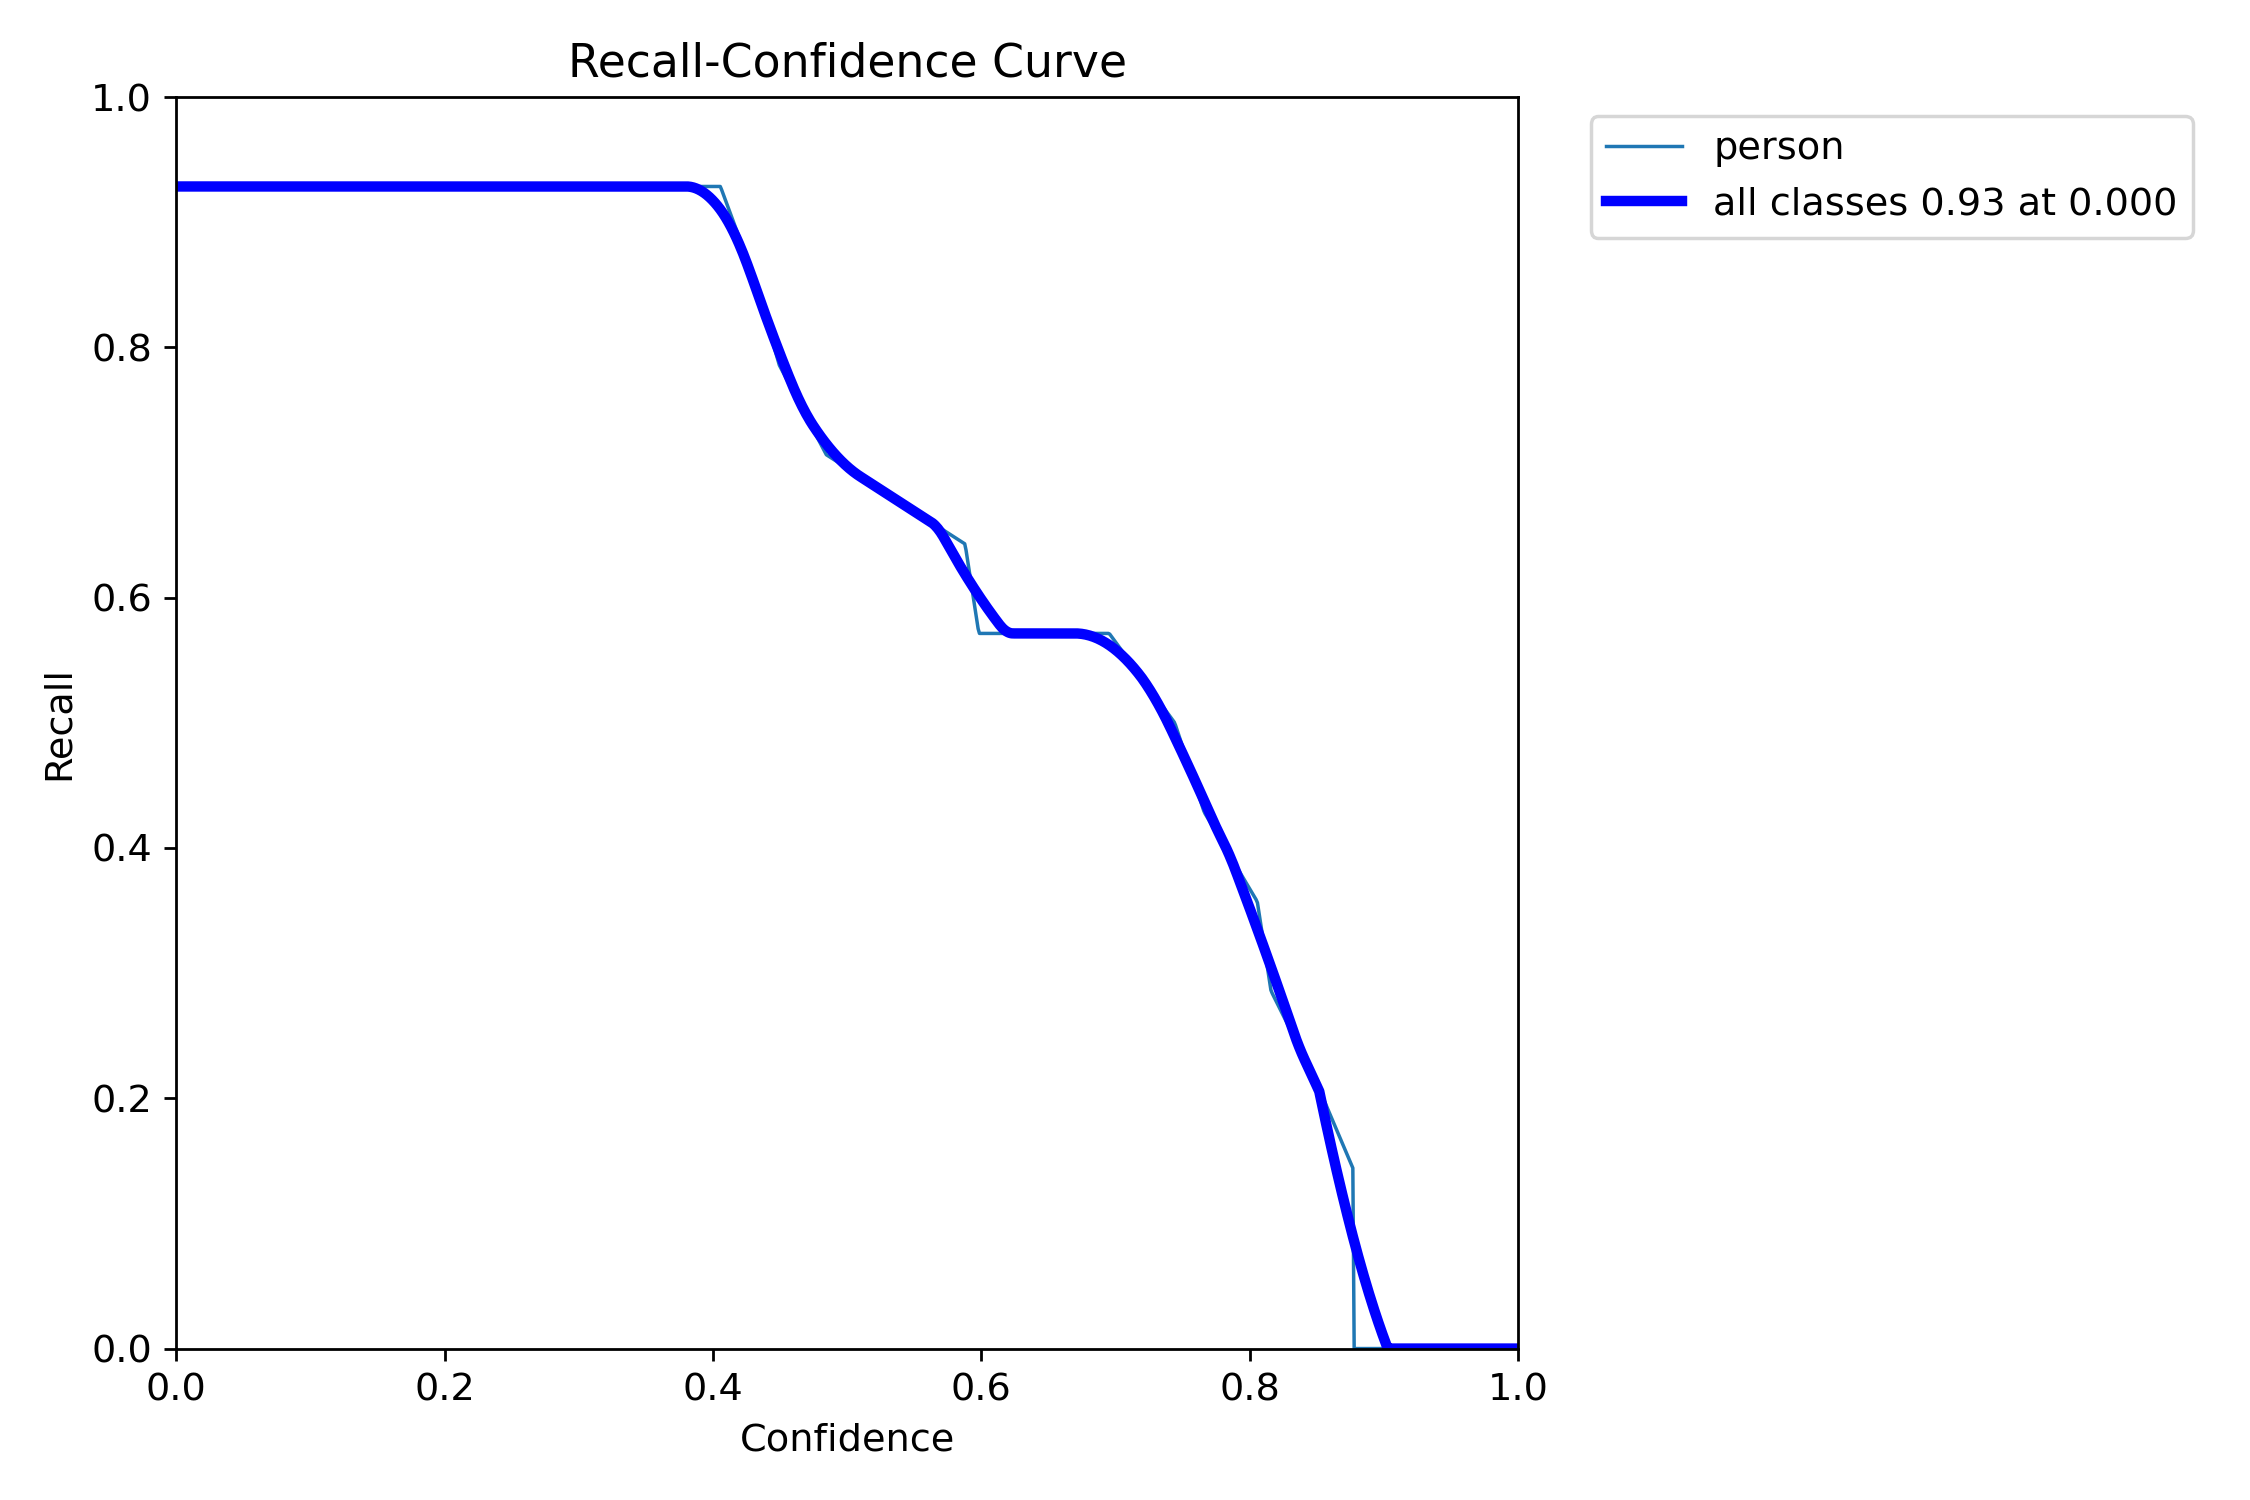 Recall-Confidence Curve
1.0
0.8
0.6
0.4
0.2
0.0
Recall
0.0 0.2 0.4 0.6 0.8 1.0
Confidence
person
all classes 0.93 at 0.000